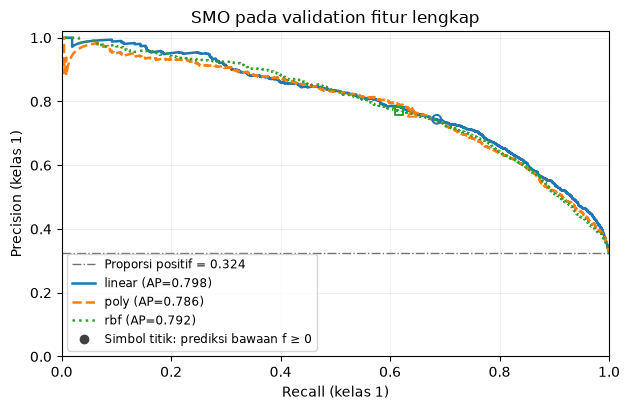 SMO pada validation fitur lengkap
1.0
0.8
0.6
0.4
0.2
0.0
Precision (kelas 1)
Proporsi positif = 0.324
linear (AP=0.798)
poly (AP=0.786)
rbf (AP=0.792)
Simbol titik: prediksi bawaan f ≥ 0
0.0 0.2 0.4 0.6 0.8 1.0
Recall (kelas 1)